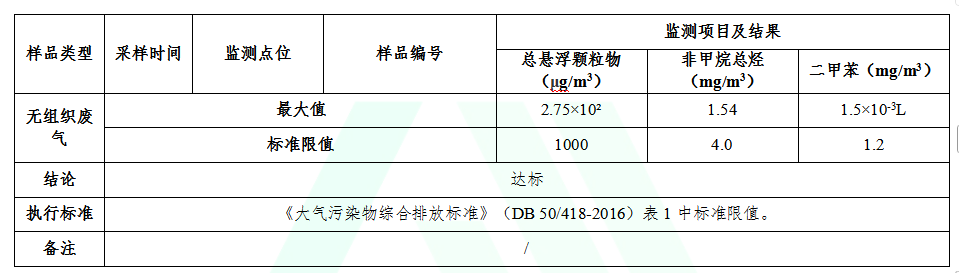 样品类型 采样时间 监测点位 样品编号 监测项目及结果
总悬浮颗粒物（μg/m³） 非甲烷总烃（mg/m³） 二甲苯（mg/m³）
无组织废气 最大值 2.75×10² 1.54 1.5×10⁻³L
标准限值 1000 4.0 1.2
结论 达标
执行标准 《大气污染物综合排放标准》（DB 50/418-2016）表 1 中标准限值。
备注 /